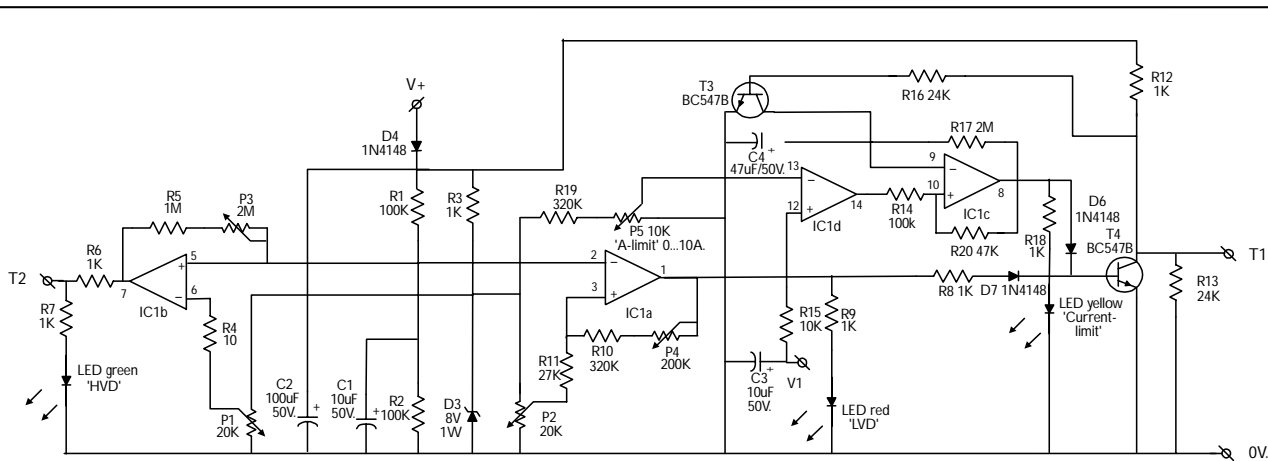 V+
D4
1N4148
T3
BC547B
R16 24K
R12
1K
R17 2M
C4
47uF/50V.
+
R5
1M
P3
2M
R1
100K
R3
1K
R19
320K
P5 10K
'A-limit' 0...10A.
13
12
14
IC1d
R14
100k
9
10
8
IC1c
R20 47K
R18
1K
D6
1N4148
T4
BC547B
T2
R6
1K
R7
1K
7
5
6
IC1b
R4
10
2
3
1
IC1a
R8 1K
D7 1N4148
T1
R13
24K
LED green
'HVD'
P1
20K
C2
100uF
50V.
+
C1
10uF
50V.
+
R2
100K
D3
8V
1W
R11
27K
R10
320K
P4
200K
P2
20K
C3
10uF
50V.
+
R15
10K
V1
R9
1K
LED red
'LVD'
LED yellow
'Current-
limit'
0V.